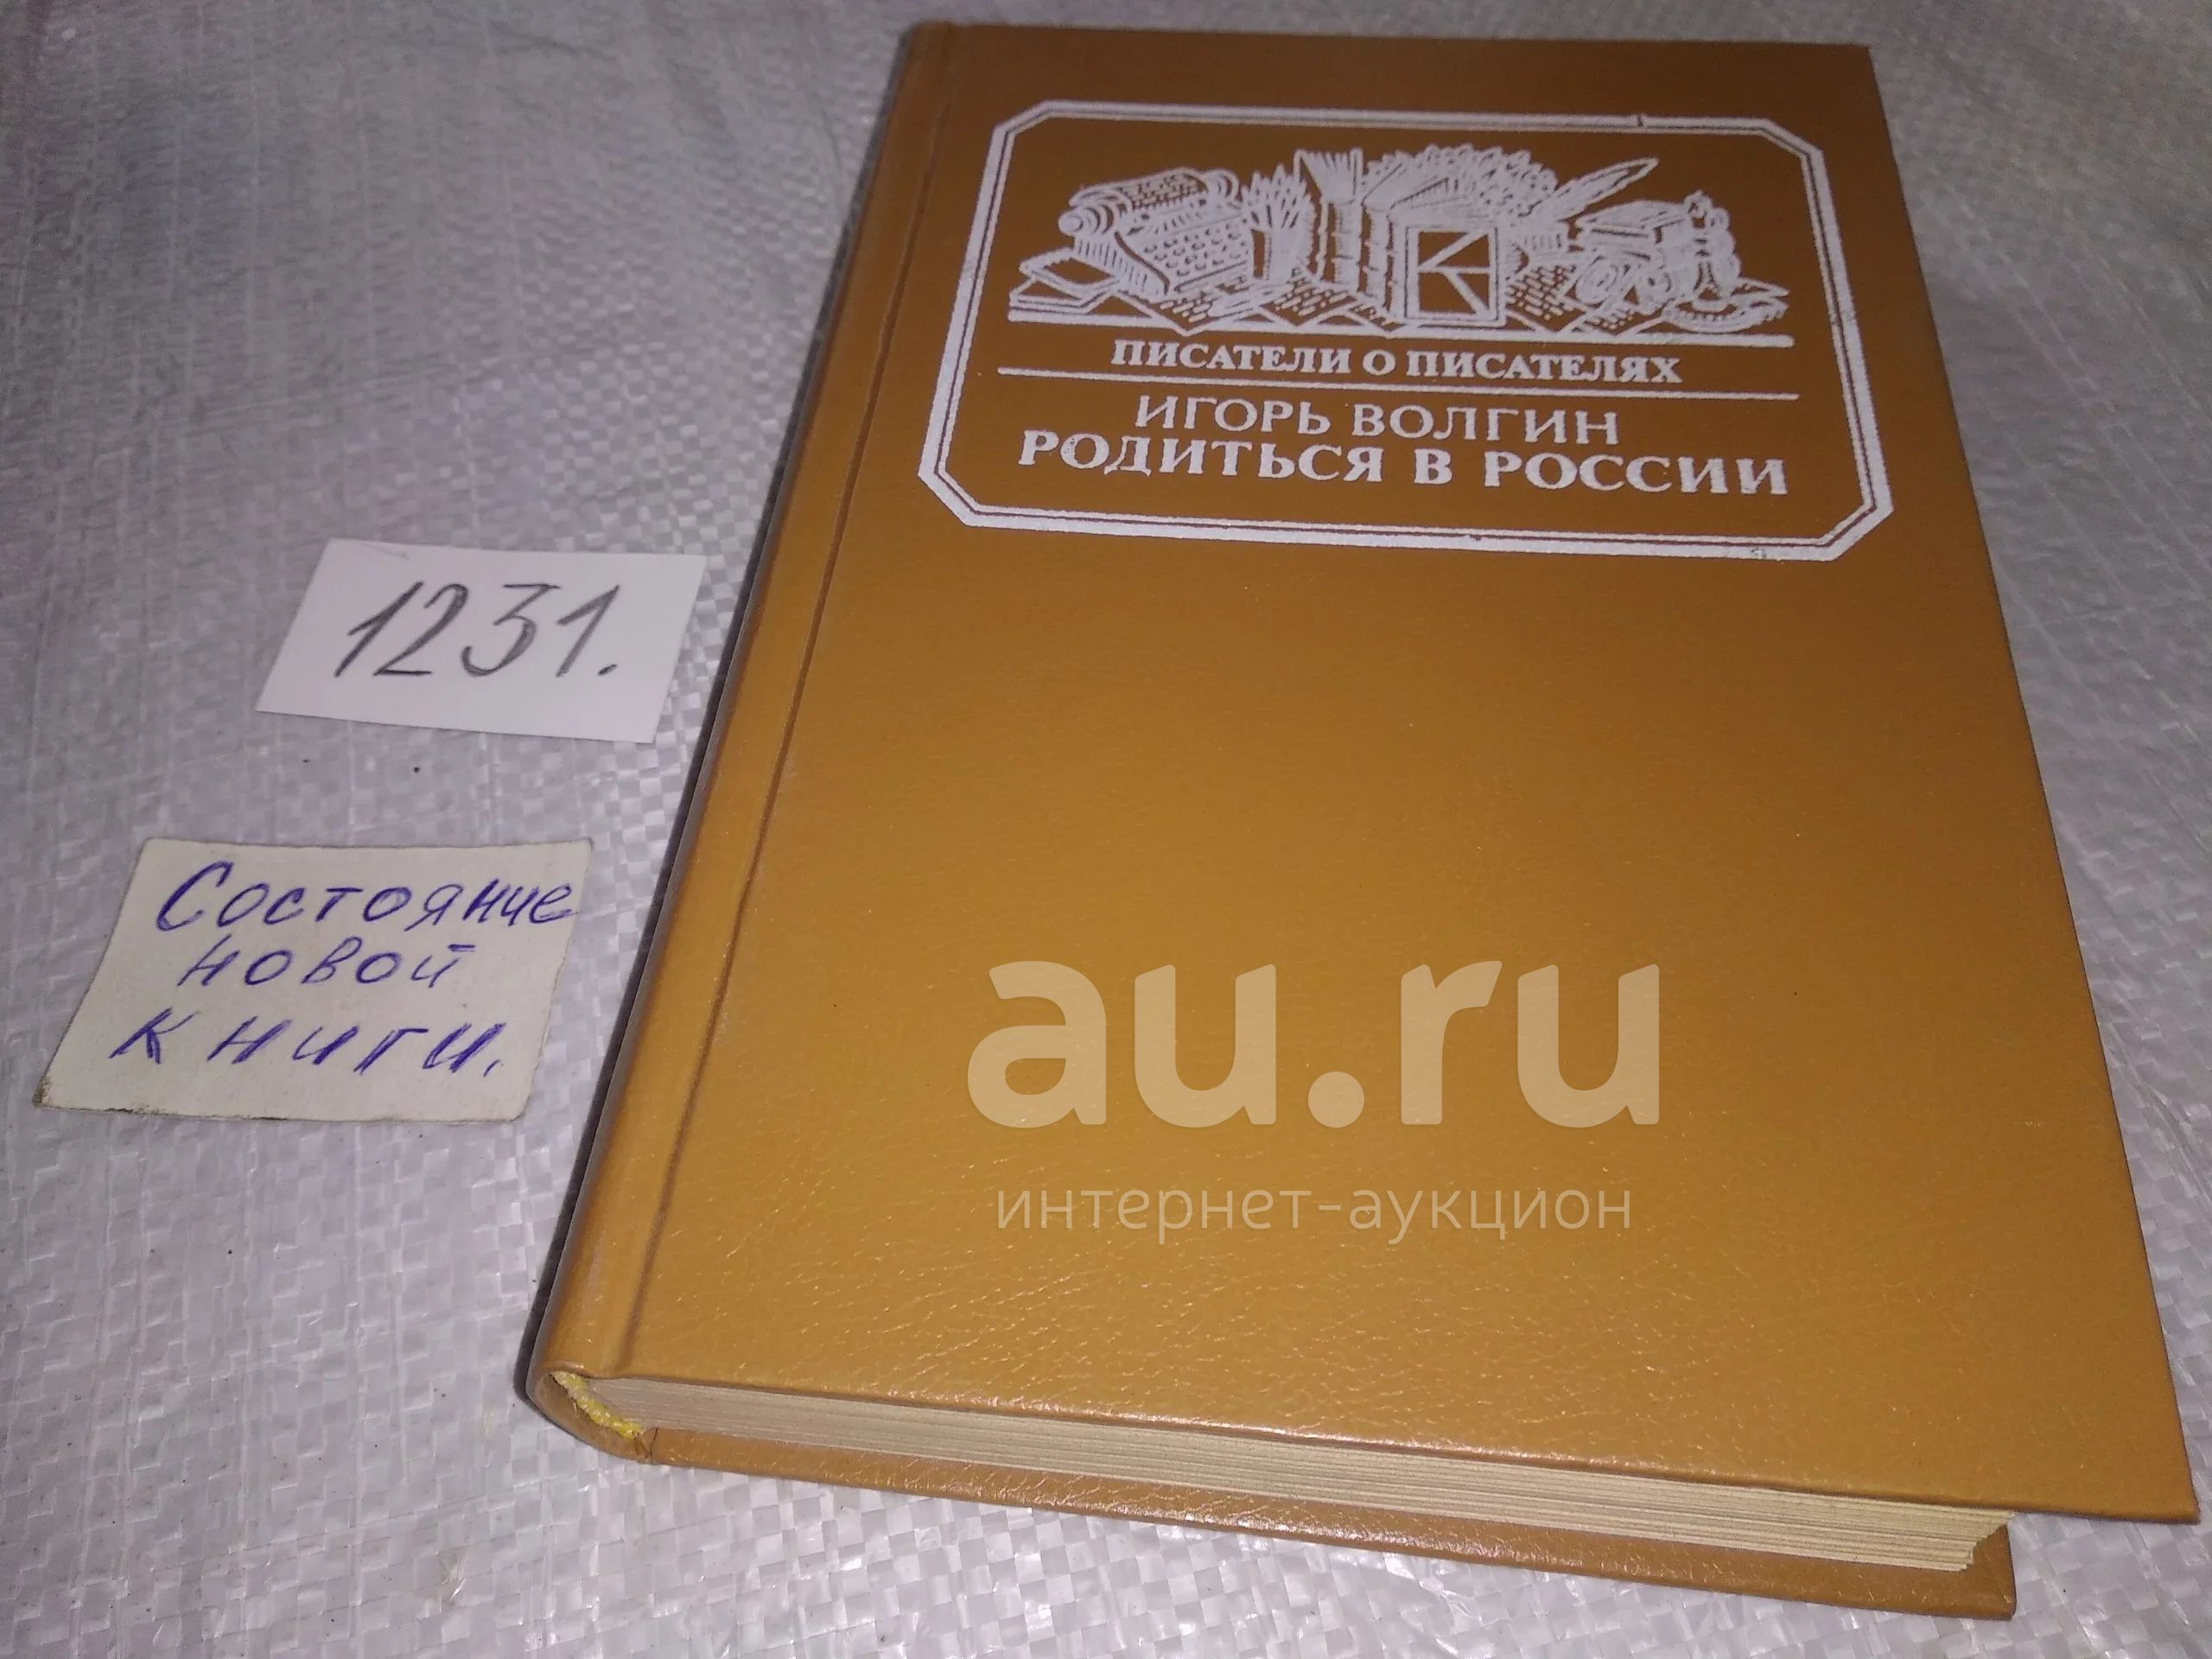 ПИСАТЕЛИ О ПИСАТЕЛЯХ
ИГОРЬ ВОЛГИН
РОДИТЬСЯ В РОССИИ
1231.
Состояние
новой
книги.
au.ru
интернет-аукцион